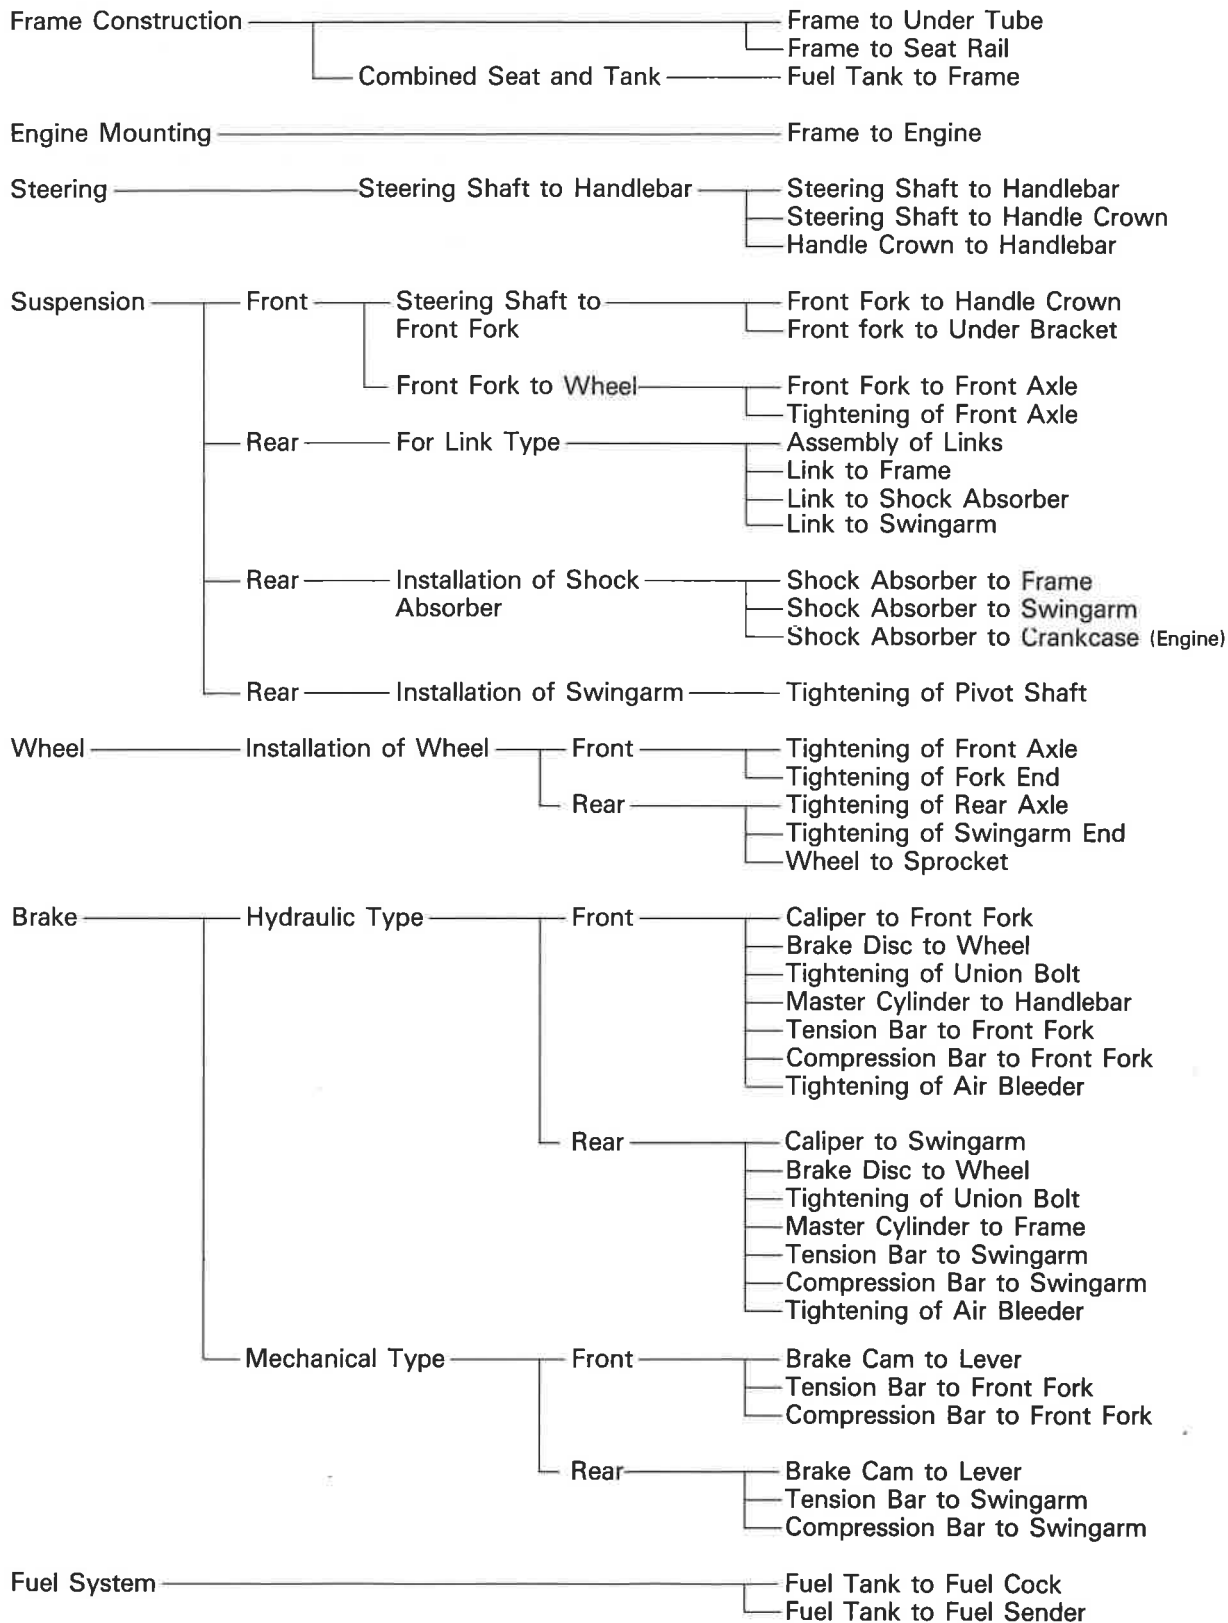 Frame Construction Frame to Under Tube
Frame to Seat Rail
Combined Seat and Tank Fuel Tank to Frame
Engine Mounting Frame to Engine
Steering Steering Shaft to Handlebar Steering Shaft to Handlebar
Steering Shaft to Handle Crown
Handle Crown to Handlebar
Suspension Front Steering Shaft to Front Fork to Handle Crown
Front Fork Front fork to Under Bracket
Front Fork to Wheel Front Fork to Front Axle
Tightening of Front Axle
Rear For Link Type Assembly of Links
Link to Frame
Link to Shock Absorber
Link to Swingarm
Rear Installation of Shock Shock Absorber to Frame
Absorber Shock Absorber to Swingarm
Shock Absorber to Crankcase (Engine)
Rear Installation of Swingarm Tightening of Pivot Shaft
Wheel Installation of Wheel Front Tightening of Front Axle
Tightening of Fork End
Rear Tightening of Rear Axle
Tightening of Swingarm End
Wheel to Sprocket
Brake Hydraulic Type Front Caliper to Front Fork
Brake Disc to Wheel
Tightening of Union Bolt
Master Cylinder to Handlebar
Tension Bar to Front Fork
Compression Bar to Front Fork
Tightening of Air Bleeder
Rear Caliper to Swingarm
Brake Disc to Wheel
Tightening of Union Bolt
Master Cylinder to Frame
Tension Bar to Swingarm
Compression Bar to Swingarm
Tightening of Air Bleeder
Mechanical Type Front Brake Cam to Lever
Tension Bar to Front Fork
Compression Bar to Front Fork
Rear Brake Cam to Lever
Tension Bar to Swingarm
Compression Bar to Swingarm
Fuel System Fuel Tank to Fuel Cock
Fuel Tank to Fuel Sender